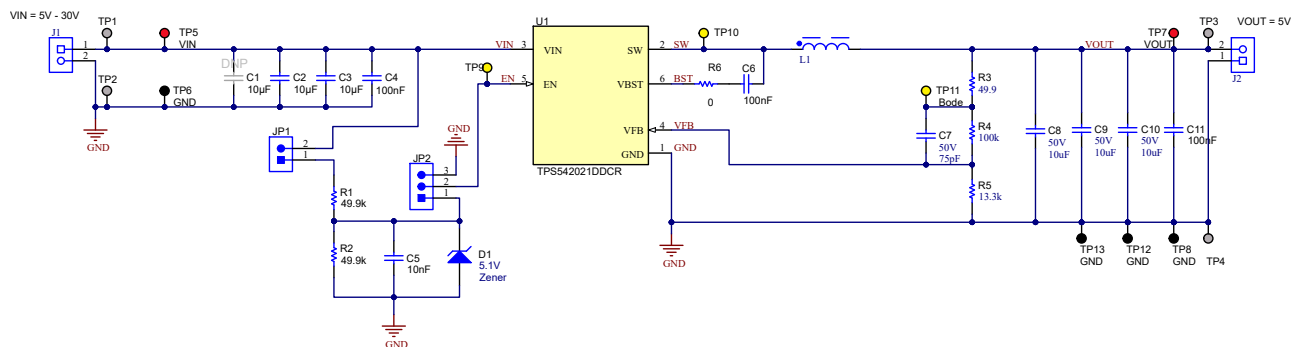 VIN = 5V - 30V
J1
1
2
TP1
TP5
VIN
TP2
TP6
GND
GND
DNP
C1
10µF
C2
10µF
C3
10µF
C4
100nF
VIN
TP9
EN
U1
3
VIN
5
EN
SW
2
VBST
6
VFB
4
GND
1
TPS542021DDCR
SW
TP10
BST
R6
0
C6
100nF
L1
VFB
GND
GND
JP1
2
1
R1
49.9k
R2
49.9k
C5
10nF
D1
5.1V
Zener
GND
JP2
3
2
1
GND
TP11
Bode
C7
50V
75pF
R3
49.9
R4
100k
R5
13.3k
C8
50V
10uF
C9
50V
10uF
C10
50V
10uF
C11
100nF
VOUT
TP7
VOUT
TP3
VOUT = 5V
2
1
J2
TP13
GND
TP12
GND
TP8
GND
TP4